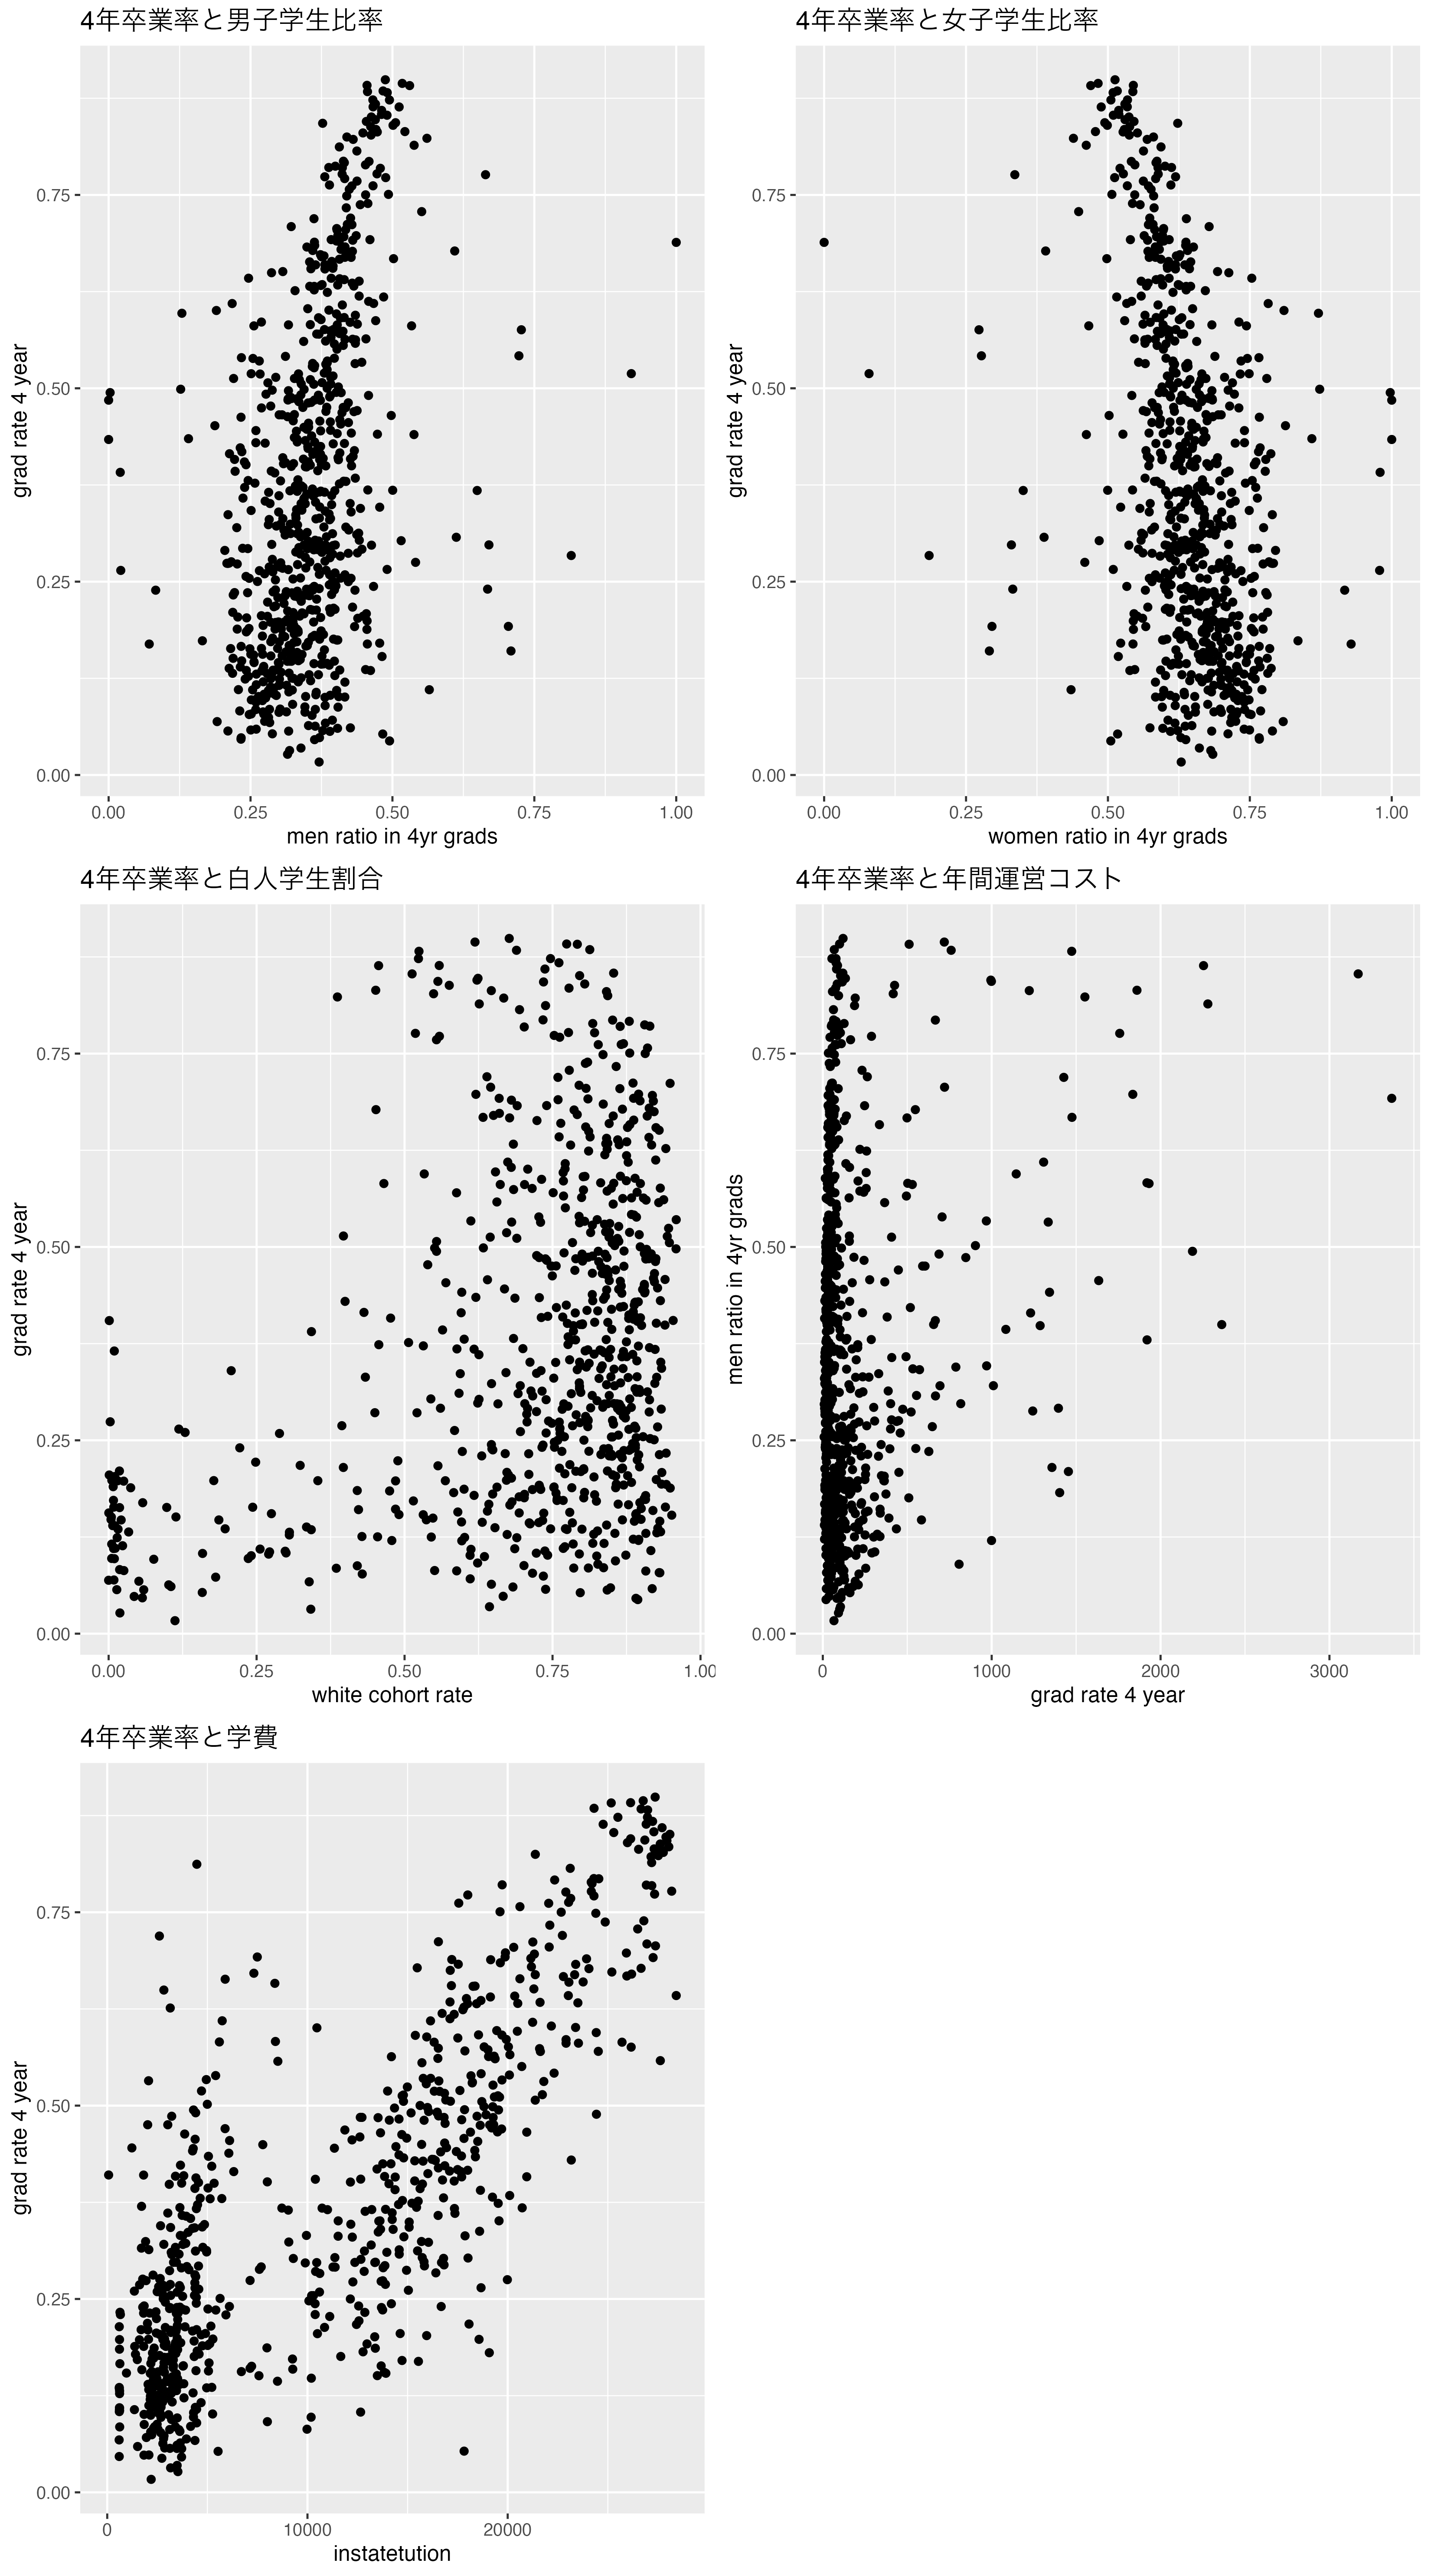 4年卒業率と男子学生比率
grad rate 4 year
0.75
0.50
0.25
0.00
0.00 0.25 0.50 0.75 1.00
men ratio in 4yr grads
4年卒業率と女子学生比率
grad rate 4 year
0.75
0.50
0.25
0.00
0.00 0.25 0.50 0.75 1.00
women ratio in 4yr grads
4年卒業率と白人学生割合
grad rate 4 year
0.75
0.50
0.25
0.00
0.00 0.25 0.50 0.75 1.00
white cohort rate
4年卒業率と年間運営コスト
men ratio in 4yr grads
0.75
0.50
0.25
0.00
0 1000 2000 3000
grad rate 4 year
4年卒業率と学費
grad rate 4 year
0.75
0.50
0.25
0.00
0 10000 20000
instatetution